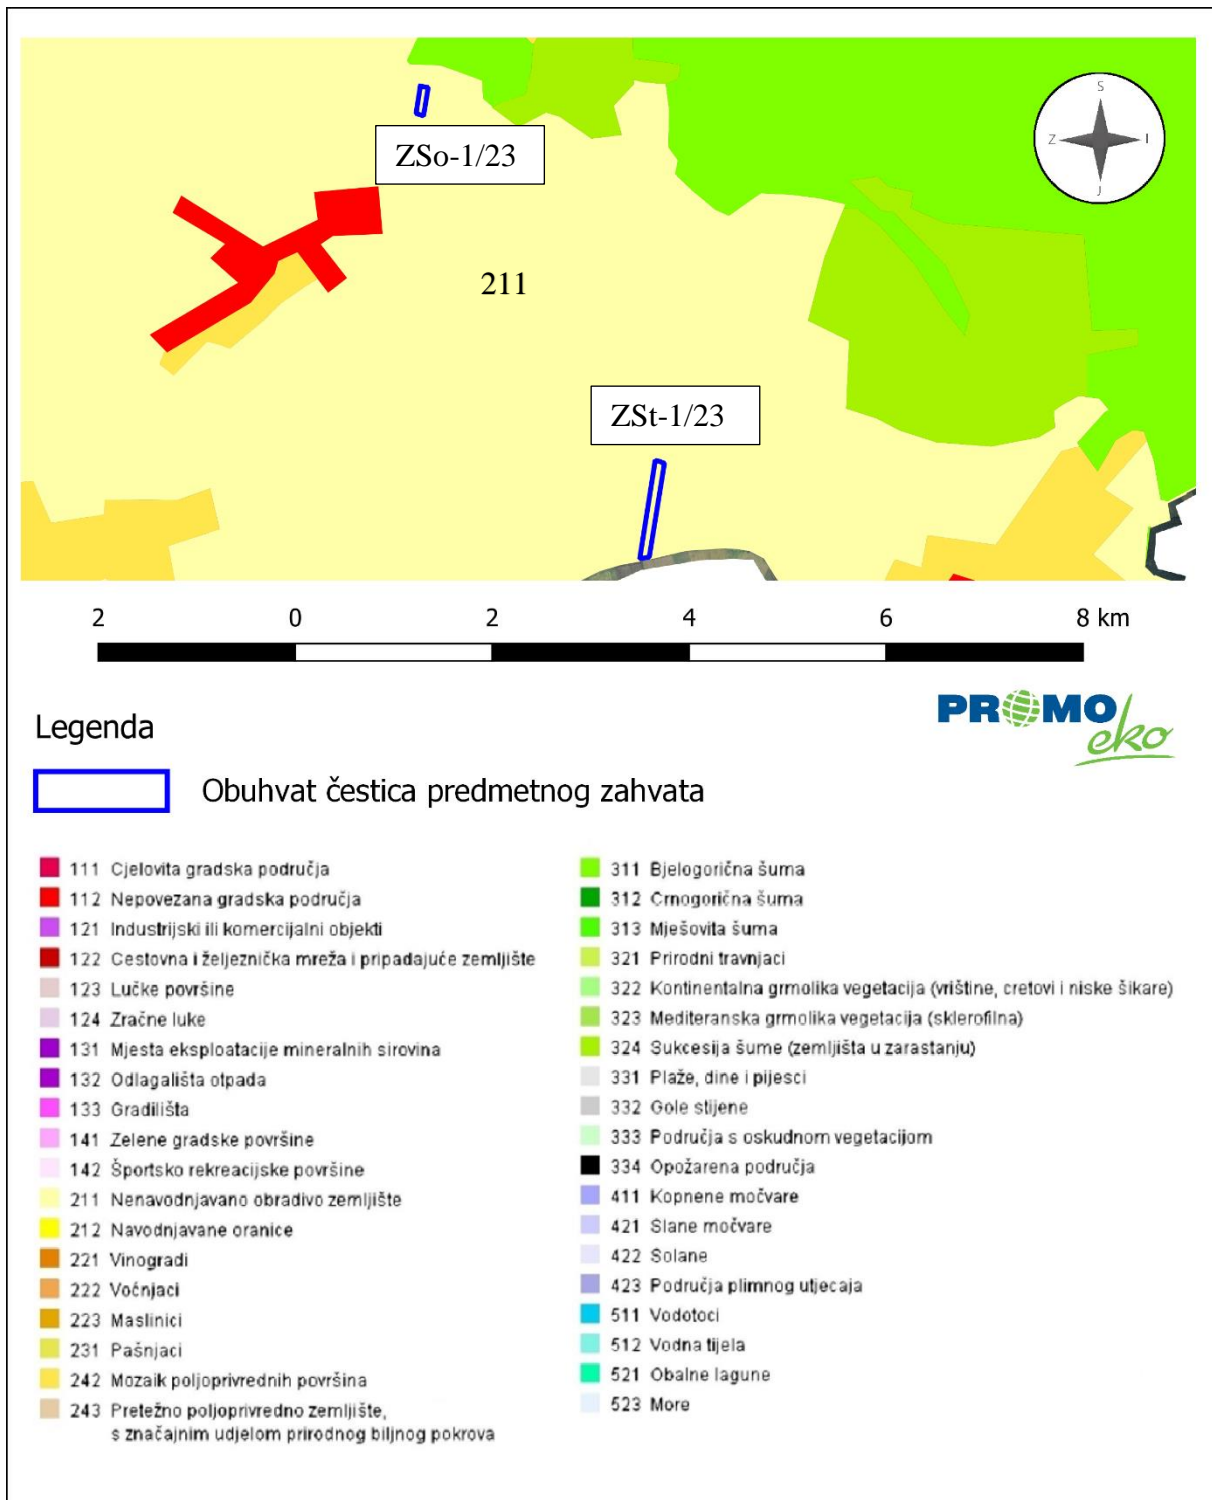 S
Z
I
J
ZSo-1/23
211
ZSt-1/23
2 0 2 4 6 8 km
PROMO
eko
Legenda
Obuhvat čestica predmetnog zahvata
111 Cjelovita gradska područja
112 Nepovezana gradska područja
121 Industrijski ili komercijalni objekti
122 Cestovna i željeznička mreža i pripadajuće zemljište
123 Lučke površine
124 Zračne luke
131 Mjesta eksploatacije mineralnih sirovina
132 Odlagališta otpada
133 Gradilišta
141 Zelene gradske površine
142 Športsko rekreacijske površine
211 Nenavodnjavano obradivo zemljište
212 Navodnjavane oranice
221 Vinogradi
222 Voćnjaci
223 Maslinici
231 Pašnjaci
242 Mozaik poljoprivrednih površina
243 Pretežno poljoprivredno zemljište,
s značajnim udjelom prirodnog biljnog pokrova
311 Bjelogorična šuma
312 Crnogorična šuma
313 Mješovita šuma
321 Prirodni travnjaci
322 Kontinentalna grmolika vegetacija (vrištine, cretovi i niske šikare)
323 Mediteranska grmolika vegetacija (sklerofilna)
324 Sukcesija šume (zemljišta u zarastanju)
331 Plaže, dine i pijesci
332 Gole stijene
333 Područja s oskudnom vegetacijom
334 Opožarena područja
411 Kopnene močvare
421 Slane močvare
422 Solane
423 Područja plimnog utjecaja
511 Vodotoci
512 Vodna tijela
521 Obalne lagune
523 More